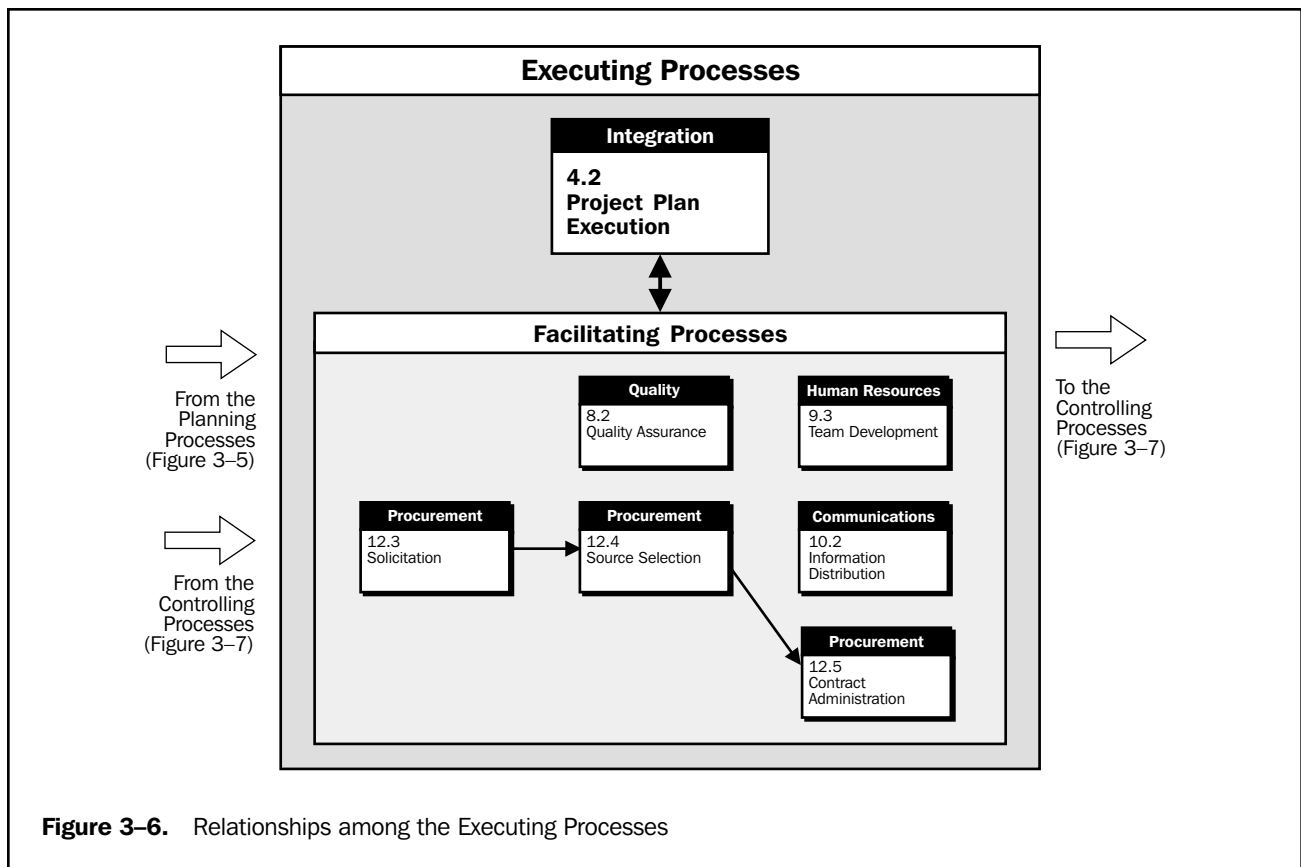 Executing Processes
Integration
4.2
Project Plan
Execution
Facilitating Processes
From the
Planning
Processes
(Figure 3–5)
To the
Controlling
Processes
(Figure 3–7)
Quality
8.2
Quality Assurance
Human Resources
9.3
Team Development
From the
Controlling
Processes
(Figure 3–7)
Procurement
12.3
Solicitation
Procurement
12.4
Source Selection
Communications
10.2
Information
Distribution
Procurement
12.5
Contract
Administration
Figure 3–6. Relationships among the Executing Processes